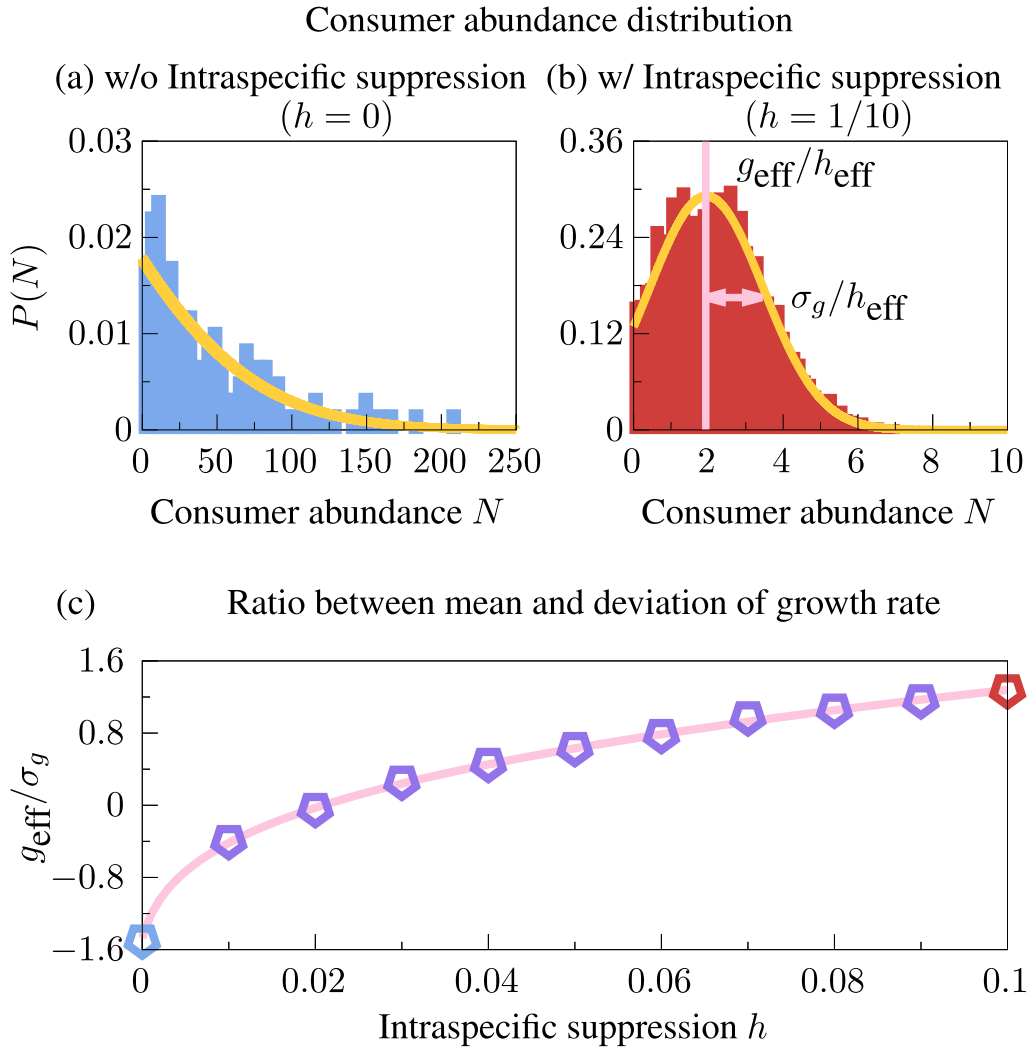 Consumer abundance distribution
(a) w/o Intraspecific suppression
(h = 0)
(b) w/ Intraspecific suppression
(h = 1/10)
P(N)
0.03
0.02
0.01
0
0 50 100 150 200 250
Consumer abundance N
0.36
0.24
0.12
0
g_eff/h_eff
σ_g/h_eff
0 2 4 6 8 10
Consumer abundance N
(c) Ratio between mean and deviation of growth rate
g_eff/σ_g
1.6
0.8
0
−0.8
−1.6
0 0.02 0.04 0.06 0.08 0.1
Intraspecific suppression h